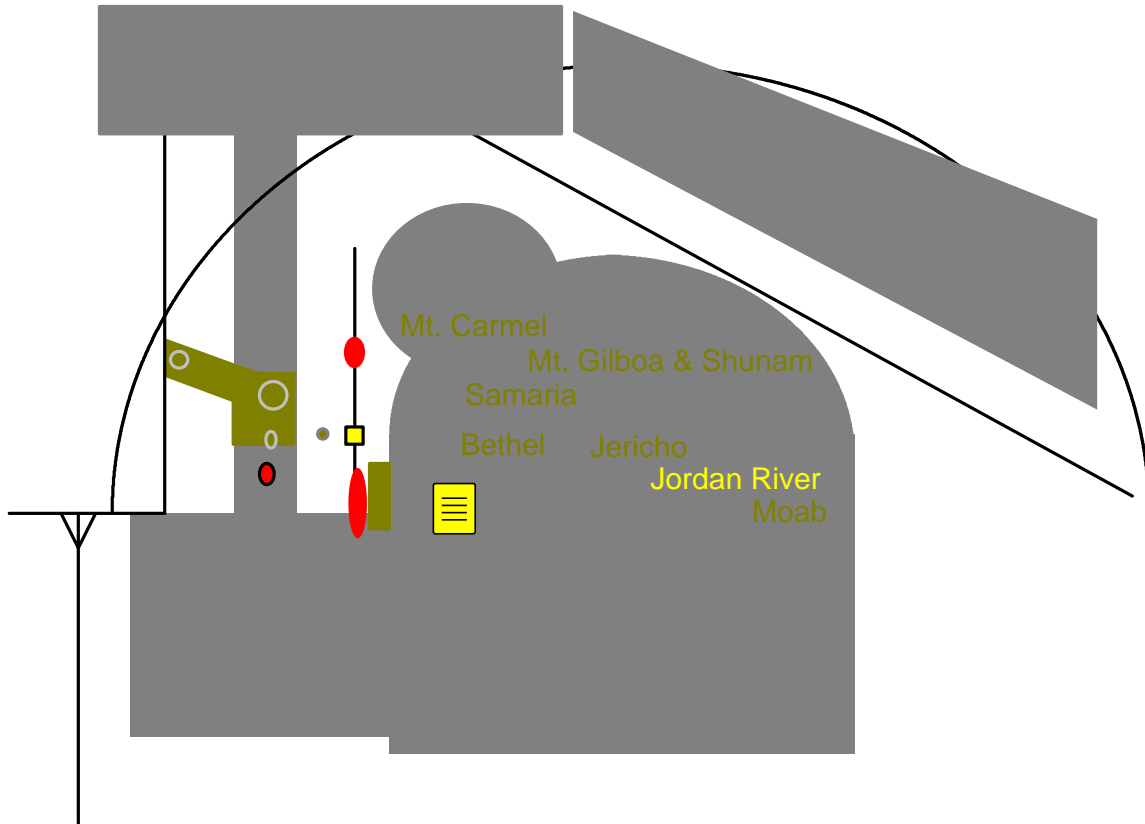 Mt. Carmel
Mt. Gilboa & Shunam
Samaria
Bethel
Jericho
Jordan River
Moab